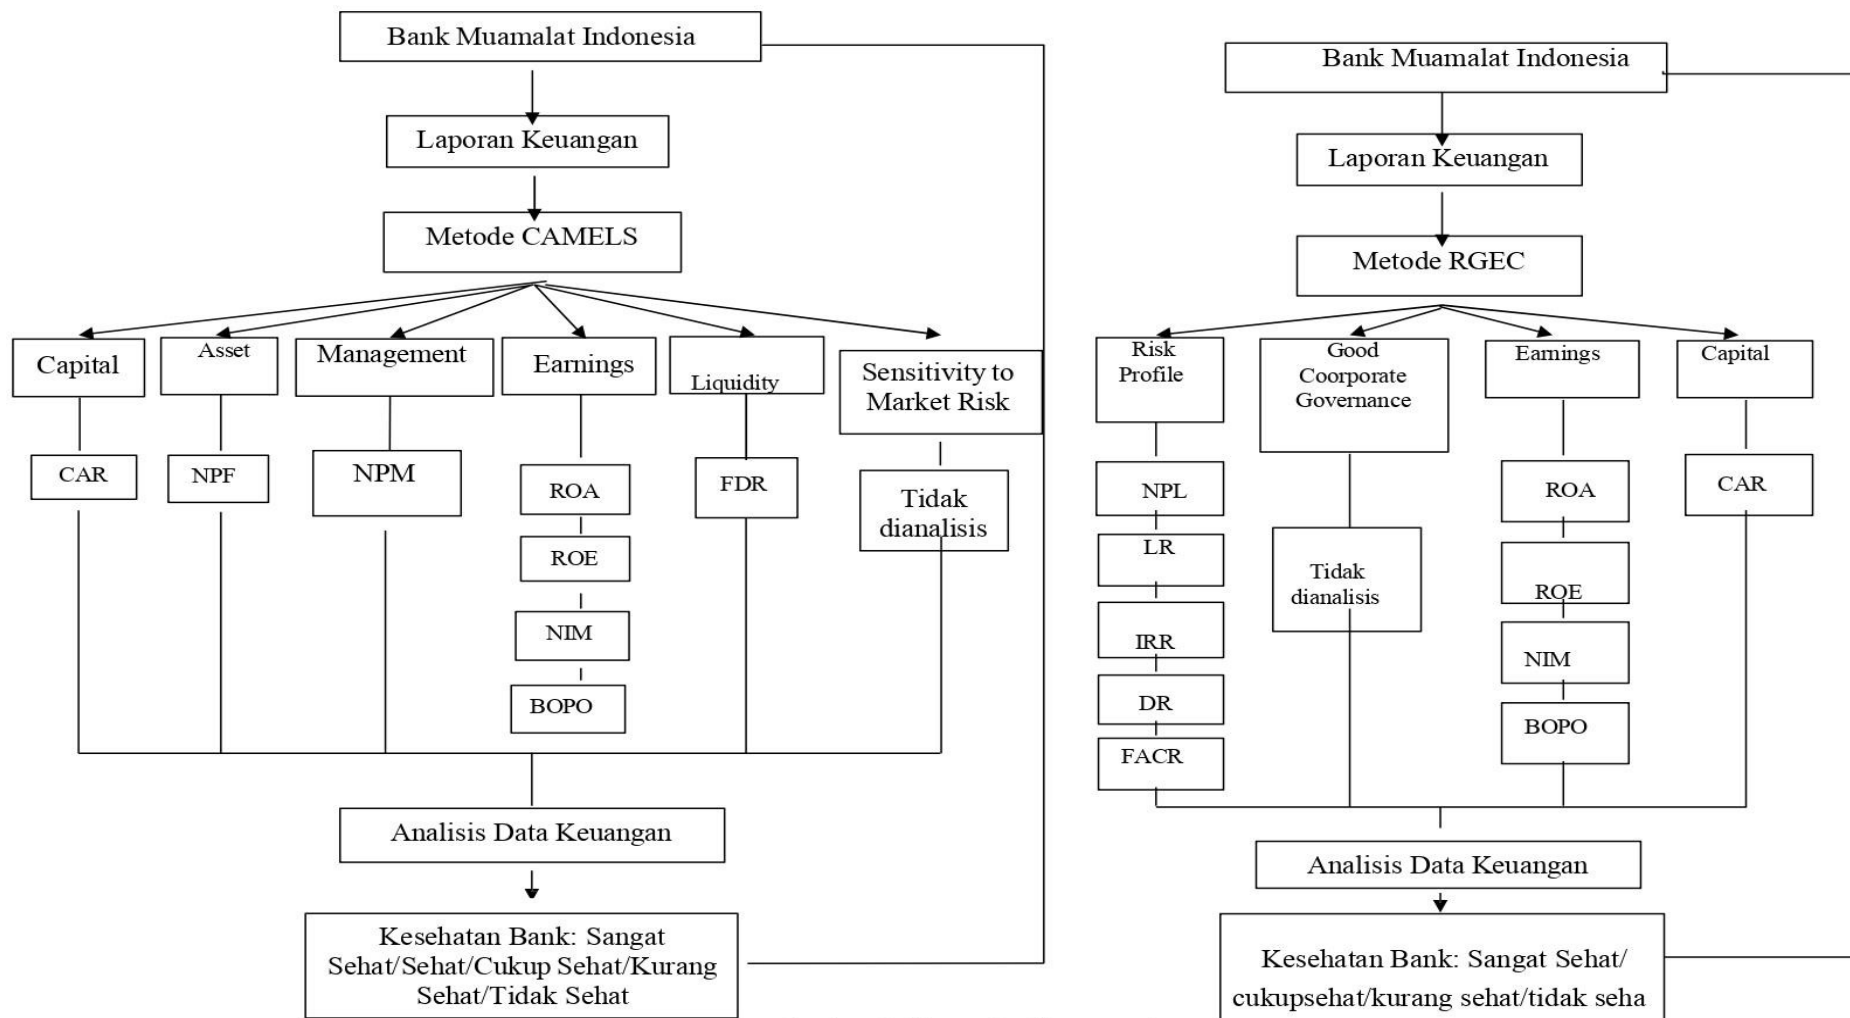 Bank Muamalat Indonesia
Laporan Keuangan
Metode CAMELS
Capital
Asset
Management
Earnings
Liquidity
Sensitivity to
Market Risk
CAR
NPF
NPM
ROA
ROE
NIM
BOPO
FDR
Tidak
dianalisis
Analisis Data Keuangan
Kesehatan Bank: Sangat
Sehat/Sehat/Cukup Sehat/Kurang
Sehat/Tidak Sehat
Bank Muamalat Indonesia
Laporan Keuangan
Metode RGEC
Risk
Profile
Good
Coorporate
Governance
Earnings
Capital
NPL
LR
IRR
DR
FACR
Tidak
dianalisis
ROA
ROE
NIM
BOPO
CAR
Analisis Data Keuangan
Kesehatan Bank: Sangat Sehat/
cukupsehat/kurang sehat/tidak seha